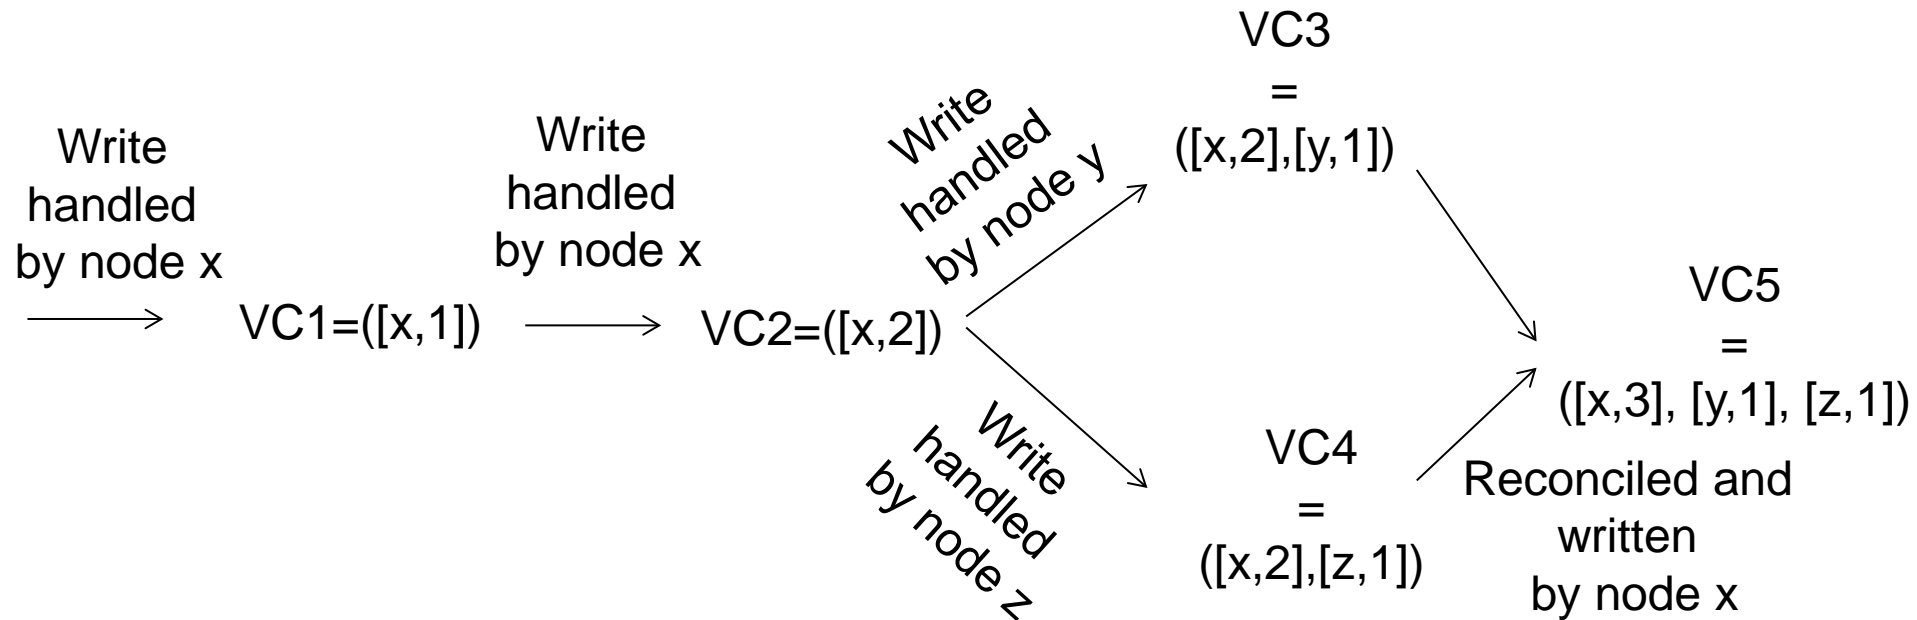 Write
handled
by node x
VC1=([x,1])
Write
handled
by node x
VC2=([x,2])
Write
handled
by node y
VC3
=
([x,2],[y,1])
Write
handled
by node z
VC4
=
([x,2],[z,1])
VC5
=
([x,3], [y,1], [z,1])
Reconciled and
written
by node x